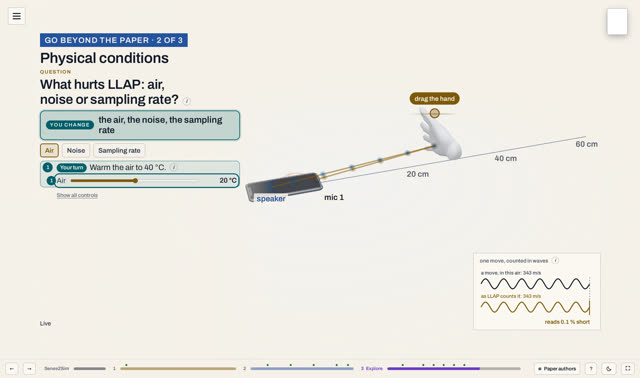 GO BEYOND THE PAPER · 2 OF 3
Physical conditions
QUESTION
What hurts LLAP: air,
noise or sampling rate? i
YOU CHANGE the air, the noise, the sampling
rate
Air Noise Sampling rate
1 Your turn Warm the air to 40 °C. i
1 Air 20 °C
Show all controls
drag the hand
60 cm
40 cm
20 cm
speaker
mic 1
one move, counted in waves i
a move, in this air: 343 m/s
as LLAP counts it: 343 m/s
reads 0.1 % short
Live
← → 1 2 3 Explore Paper authors ?